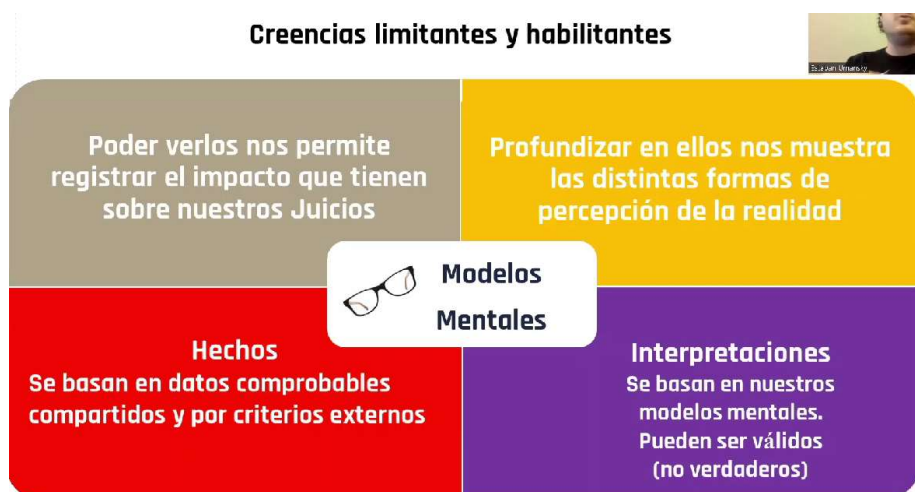 Creencias limitantes y habilitantes
Esteban Umansky
Poder verlos nos permite
registrar el impacto que tienen
sobre nuestros Juicios
Profundizar en ellos nos muestra
las distintas formas de
percepción de la realidad
Modelos
Mentales
Hechos
Se basan en datos comprobables
compartidos y por criterios externos
Interpretaciones
Se basan en nuestros
modelos mentales.
Pueden ser válidos
(no verdaderos)